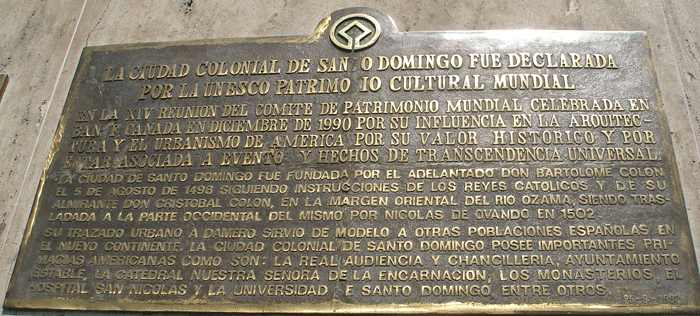 LA CIUDAD COLONIAL DE SAN O DOMINGO FUE DECLARADA
POR LA UNESCO PATRIMO IO CULTURAL MUNDIAL
EN LA XIV REUNION DEL COMITE DE PATRIMONIO MUNDIAL CELEBRADA EN
BAN F CANADA EN DICIEMBRE DE 1990 POR SU INFLUENCIA EN LA ARQUITEC-
TURA Y EL URBANISMO DE AMERICA POR SU VALOR HISTORICO Y POR
E TAR ASOCIADA A EVENTO Y HECHOS DE TRANSCENDENCIA UNIVERSAL.
LA CIUDAD DE SANTO DOMINGO FUE FUNDADA POR EL ADELANTADO DON BARTOLOME COLON
EL 5 DE AGOSTO DE 1498 SIGUIENDO INSTRUCCIONES DE LOS REYES CATOLICOS Y DE SU
ALMIRANTE DON CRISTOBAL COLON, EN LA MARGEN ORIENTAL DEL RIO OZAMA, SIENDO TRAS-
LADADA A LA PARTE OCCIDENTAL DEL MISMO POR NICOLAS DE OVANDO EN 1502.
SU TRAZADO URBANO A DAMERO SIRVIO DE MODELO A OTRAS POBLACIONES ESPAÑOLAS EN
EL NUEVO CONTINENTE. LA CIUDAD COLONIAL DE SANTO DOMINGO POSEE IMPORTANTES PRI-
MACIAS AMERICANAS COMO SON: LA REAL AUDIENCIA Y CHANCILLERIA, AYUNTAMIENTO
ESTABLE, LA CATEDRAL NUESTRA SEÑORA DE LA ENCARNACION, LOS MONASTERIOS, EL
HOSPITAL SAN NICOLAS Y LA UNIVERSIDAD E SANTO DOMINGO, ENTRE OTROS.